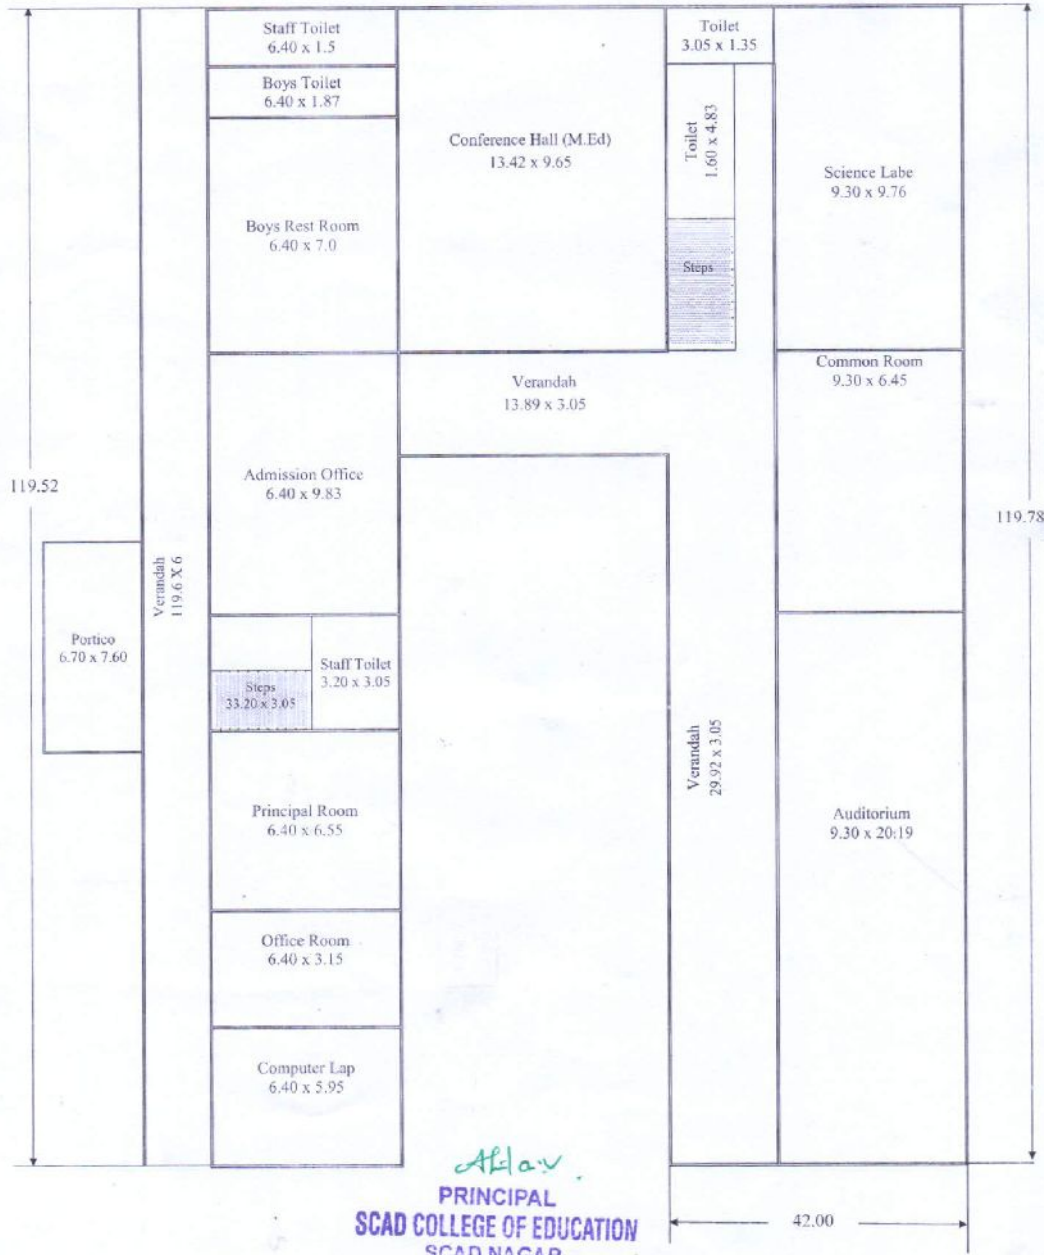 Staff Toilet
6.40 x 1.5
Boys Toilet
6.40 x 1.87
Boys Rest Room
6.40 x 7.0
Conference Hall (M.Ed)
13.42 x 9.65
Toilet
3.05 x 1.35
Toilet
1.60 x 4.83
Steps
Science Labe
9.30 x 9.76
Common Room
9.30 x 6.45
Verandah
13.89 x 3.05
Admission Office
6.40 x 9.83
119.52
119.78
Verandah
119.6 X 6
Portico
6.70 x 7.60
Staff Toilet
3.20 x 3.05
Steps
33.20 x 3.05
Principal Room
6.40 x 6.55
Verandah
29.92 x 3.05
Auditorium
9.30 x 20:19
Office Room
6.40 x 3.15
Computer Lap
6.40 x 5.95
PRINCIPAL
SCAD COLLEGE OF EDUCATION
SCAD NAGAR
42.00